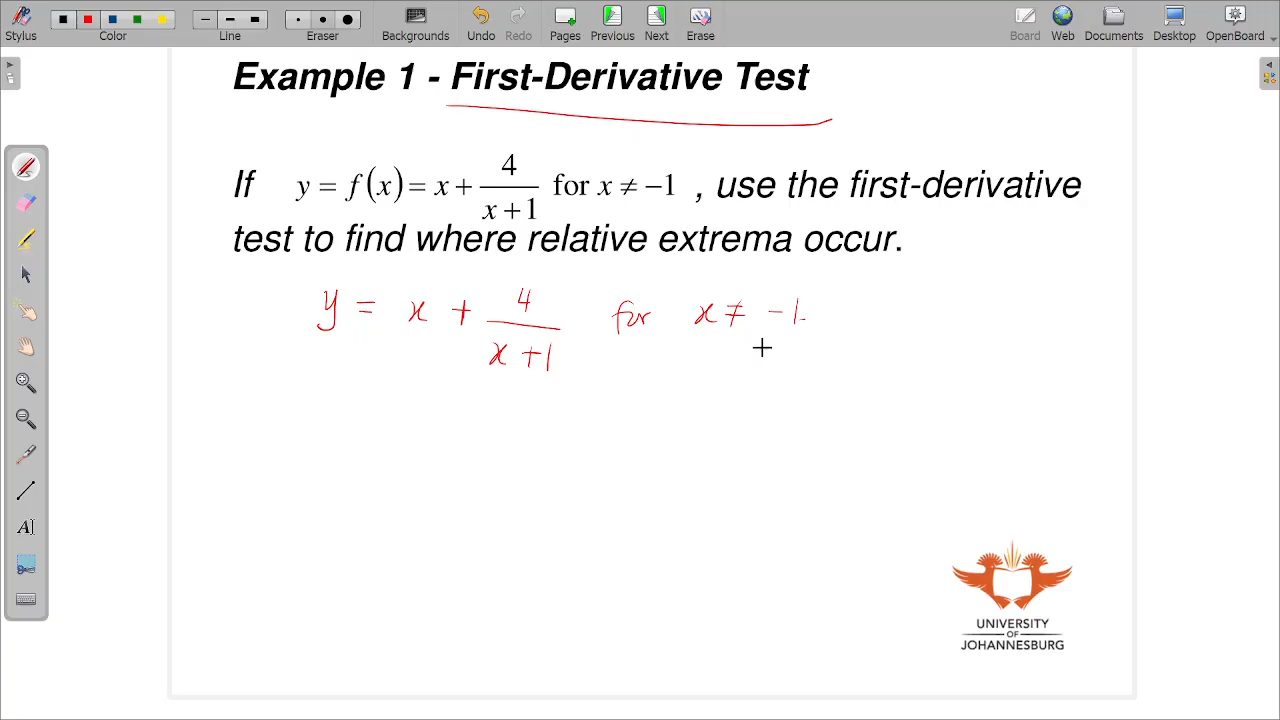 Stylus Color Line Eraser Backgrounds Undo Redo Pages Previous Next Erase Board Web Documents Desktop OpenBoard
Example 1 - First-Derivative Test
If y = f(x) = x + 4/(x+1) for x ≠ −1 , use the first-derivative
test to find where relative extrema occur.
y = x + 4/(x+1) for x ≠ -1.
AI
UNIVERSITY
OF
JOHANNESBURG